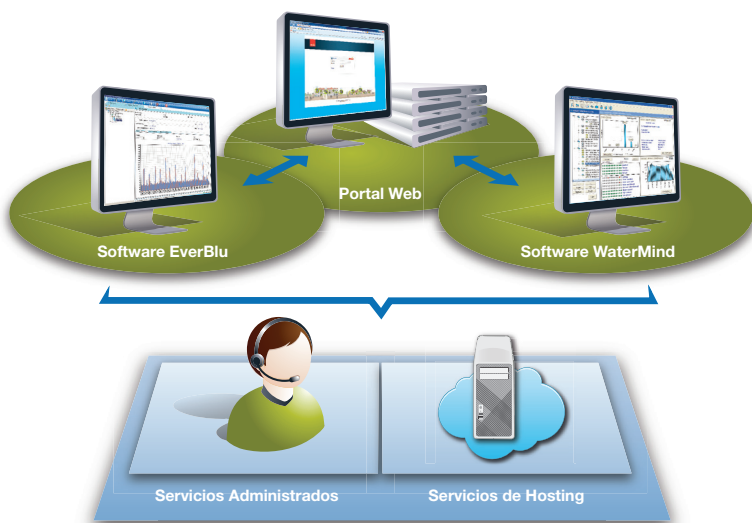 Portal Web
Software EverBlu
Software WaterMind
Servicios Administrados
Servicios de Hosting